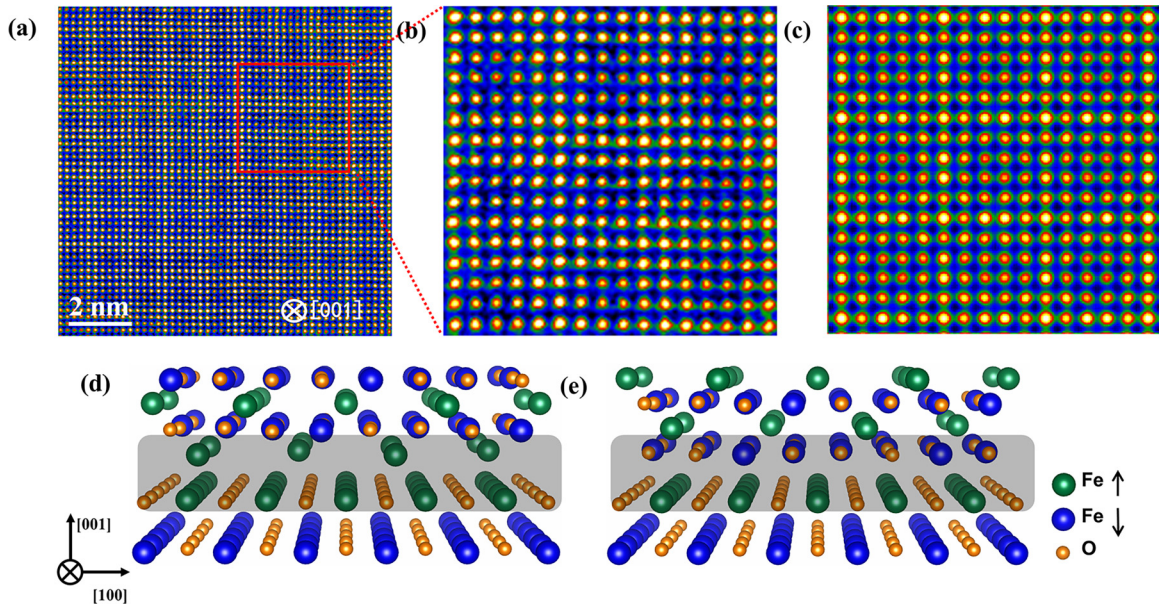 (a)
(b)
(c)
2 nm
[001]
(d)
(e)
Fe ↑
Fe ↓
O
[001]
[100]